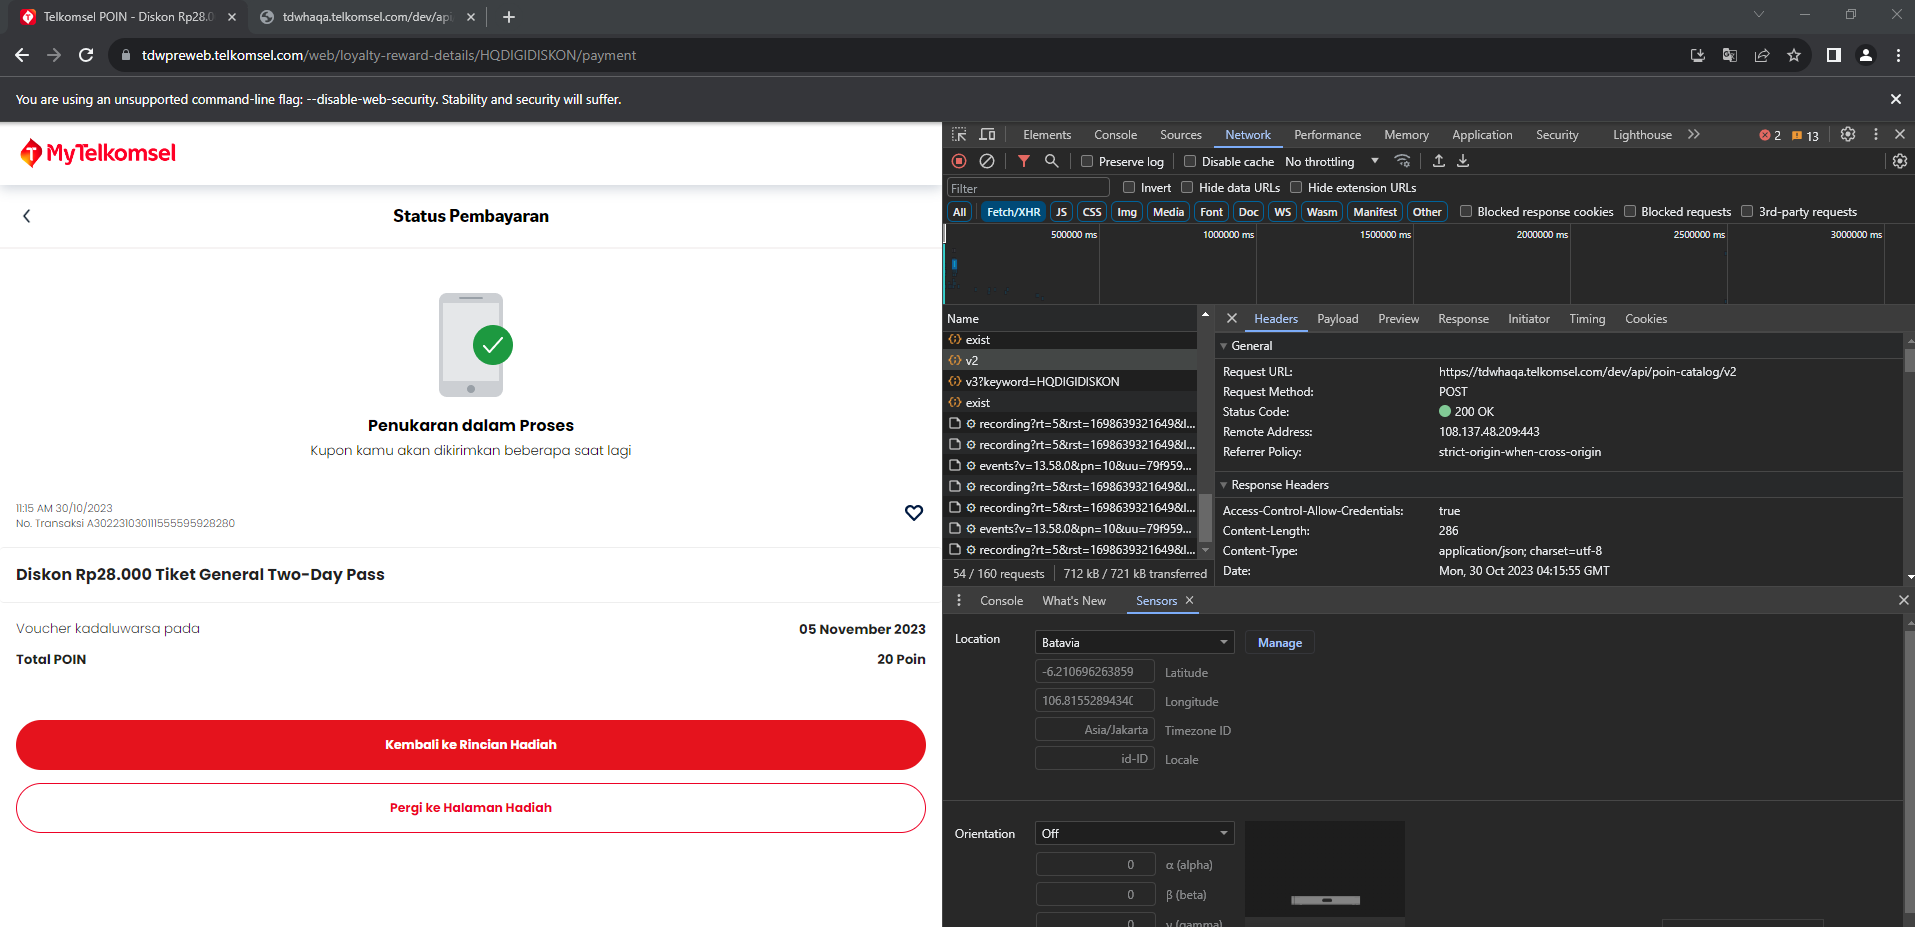 Telkomsel POIN - Diskon Rp28.0
tdwhaqa.telkomsel.com/dev/api
tdwpreweb.telkomsel.com/web/loyalty-reward-details/HQDIGIDISKON/payment
You are using an unsupported command-line flag: --disable-web-security. Stability and security will suffer.
MyTelkomsel
Status Pembayaran
Penukaran dalam Proses
Kupon kamu akan dikirimkan beberapa saat lagi
11:15 AM 30/10/2023
No. Transaksi A302231030111555595928280
Diskon Rp28.000 Tiket General Two-Day Pass
Voucher kadaluwarsa pada 05 November 2023
Total POIN 20 Poin
Kembali ke Rincian Hadiah
Pergi ke Halaman Hadiah
Elements Console Sources Network Performance Memory Application Security Lighthouse 2 13
Preserve log Disable cache No throttling
Filter Invert Hide data URLs Hide extension URLs
All Fetch/XHR JS CSS Img Media Font Doc WS Wasm Manifest Other Blocked response cookies Blocked requests 3rd-party requests
500000 ms 1000000 ms 1500000 ms 2000000 ms 2500000 ms 3000000 ms
Name
exist
v2
v3?keyword=HQDIGIDISKON
exist
recording?rt=5&rst=1698639321649&l...
recording?rt=5&rst=1698639321649&l...
events?v=13.58.0&pn=10&uu=79f959...
recording?rt=5&rst=1698639321649&l...
recording?rt=5&rst=1698639321649&l...
events?v=13.58.0&pn=10&uu=79f959...
recording?rt=5&rst=1698639321649&l...
54 / 160 requests 712 kB / 721 kB transferred
Headers Payload Preview Response Initiator Timing Cookies
General
Request URL: https://tdwhaqa.telkomsel.com/dev/api/poin-catalog/v2
Request Method: POST
Status Code: 200 OK
Remote Address: 108.137.48.209:443
Referrer Policy: strict-origin-when-cross-origin
Response Headers
Access-Control-Allow-Credentials: true
Content-Length: 286
Content-Type: application/json; charset=utf-8
Date: Mon, 30 Oct 2023 04:15:55 GMT
Console What's New Sensors
Location Batavia Manage
-6.210696263859 Latitude
106.8155289434 Longitude
Asia/Jakarta Timezone ID
id-ID Locale
Orientation Off
0 α (alpha)
0 β (beta)
0 γ (gamma)